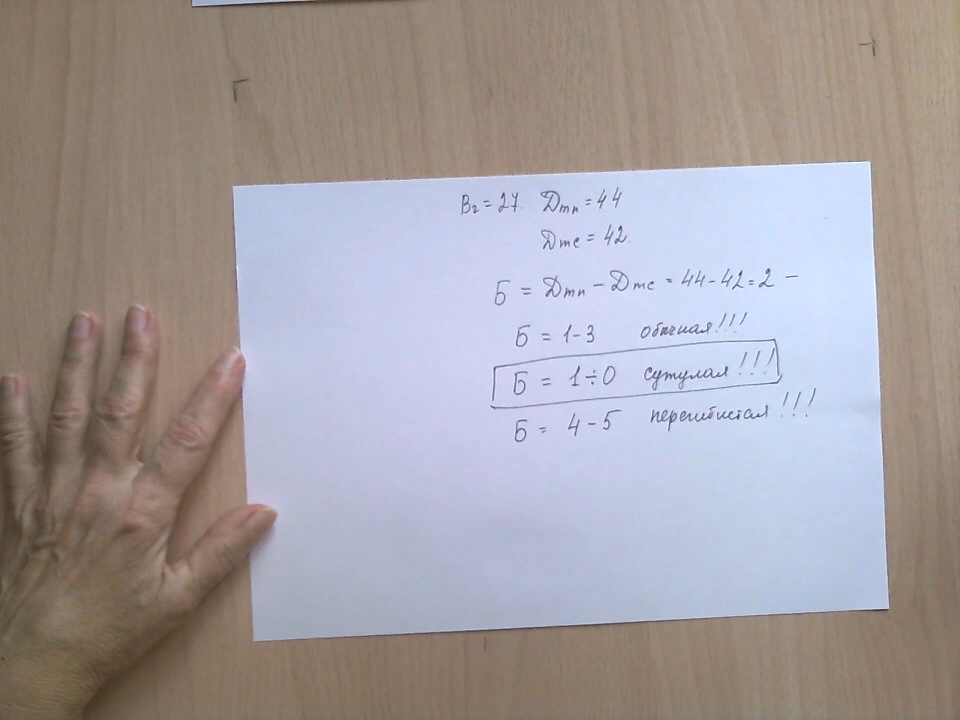 Вг = 27 Дтп = 44
Дтс = 42.
Б = Дтп - Дтс = 44 - 42 = 2 -
Б = 1 - 3 обычная!!!
Б = 1 ÷ 0 сутулая!!!
Б = 4 - 5 перегибистая!!!